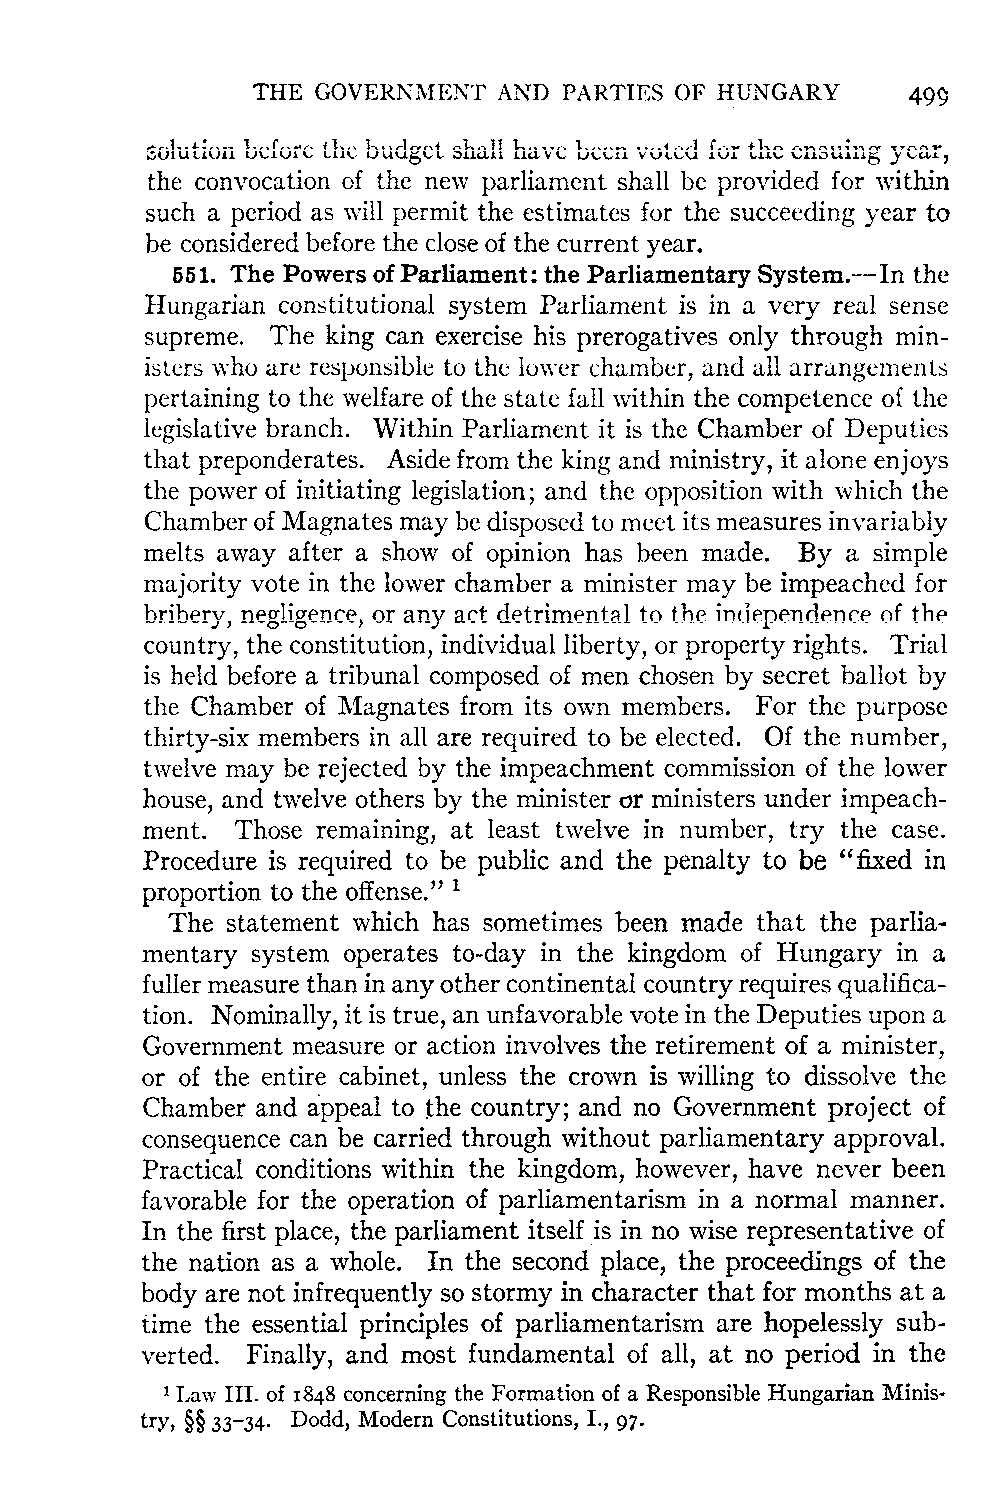 THE GOVERNMENT AND PARTIES OF HUNGARY 499
solution before the budget shall have been voted for the ensuing year,
the convocation of the new parliament shall be provided for within
such a period as will permit the estimates for the succeeding year to
be considered before the close of the current year.
551. The Powers of Parliament: the Parliamentary System.—In the
Hungarian constitutional system Parliament is in a very real sense
supreme. The king can exercise his prerogatives only through min-
isters who are responsible to the lower chamber, and all arrangements
pertaining to the welfare of the state fall within the competence of the
legislative branch. Within Parliament it is the Chamber of Deputies
that preponderates. Aside from the king and ministry, it alone enjoys
the power of initiating legislation; and the opposition with which the
Chamber of Magnates may be disposed to meet its measures invariably
melts away after a show of opinion has been made. By a simple
majority vote in the lower chamber a minister may be impeached for
bribery, negligence, or any act detrimental to the independence of the
country, the constitution, individual liberty, or property rights. Trial
is held before a tribunal composed of men chosen by secret ballot by
the Chamber of Magnates from its own members. For the purpose
thirty-six members in all are required to be elected. Of the number,
twelve may be rejected by the impeachment commission of the lower
house, and twelve others by the minister or ministers under impeach-
ment. Those remaining, at least twelve in number, try the case.
Procedure is required to be public and the penalty to be “fixed in
proportion to the offense.” ¹
The statement which has sometimes been made that the parlia-
mentary system operates to-day in the kingdom of Hungary in a
fuller measure than in any other continental country requires qualifica-
tion. Nominally, it is true, an unfavorable vote in the Deputies upon a
Government measure or action involves the retirement of a minister,
or of the entire cabinet, unless the crown is willing to dissolve the
Chamber and appeal to the country; and no Government project of
consequence can be carried through without parliamentary approval.
Practical conditions within the kingdom, however, have never been
favorable for the operation of parliamentarism in a normal manner.
In the first place, the parliament itself is in no wise representative of
the nation as a whole. In the second place, the proceedings of the
body are not infrequently so stormy in character that for months at a
time the essential principles of parliamentarism are hopelessly sub-
verted. Finally, and most fundamental of all, at no period in the
¹ Law III. of 1848 concerning the Formation of a Responsible Hungarian Minis-
try, §§ 33–34. Dodd, Modern Constitutions, I., 97.